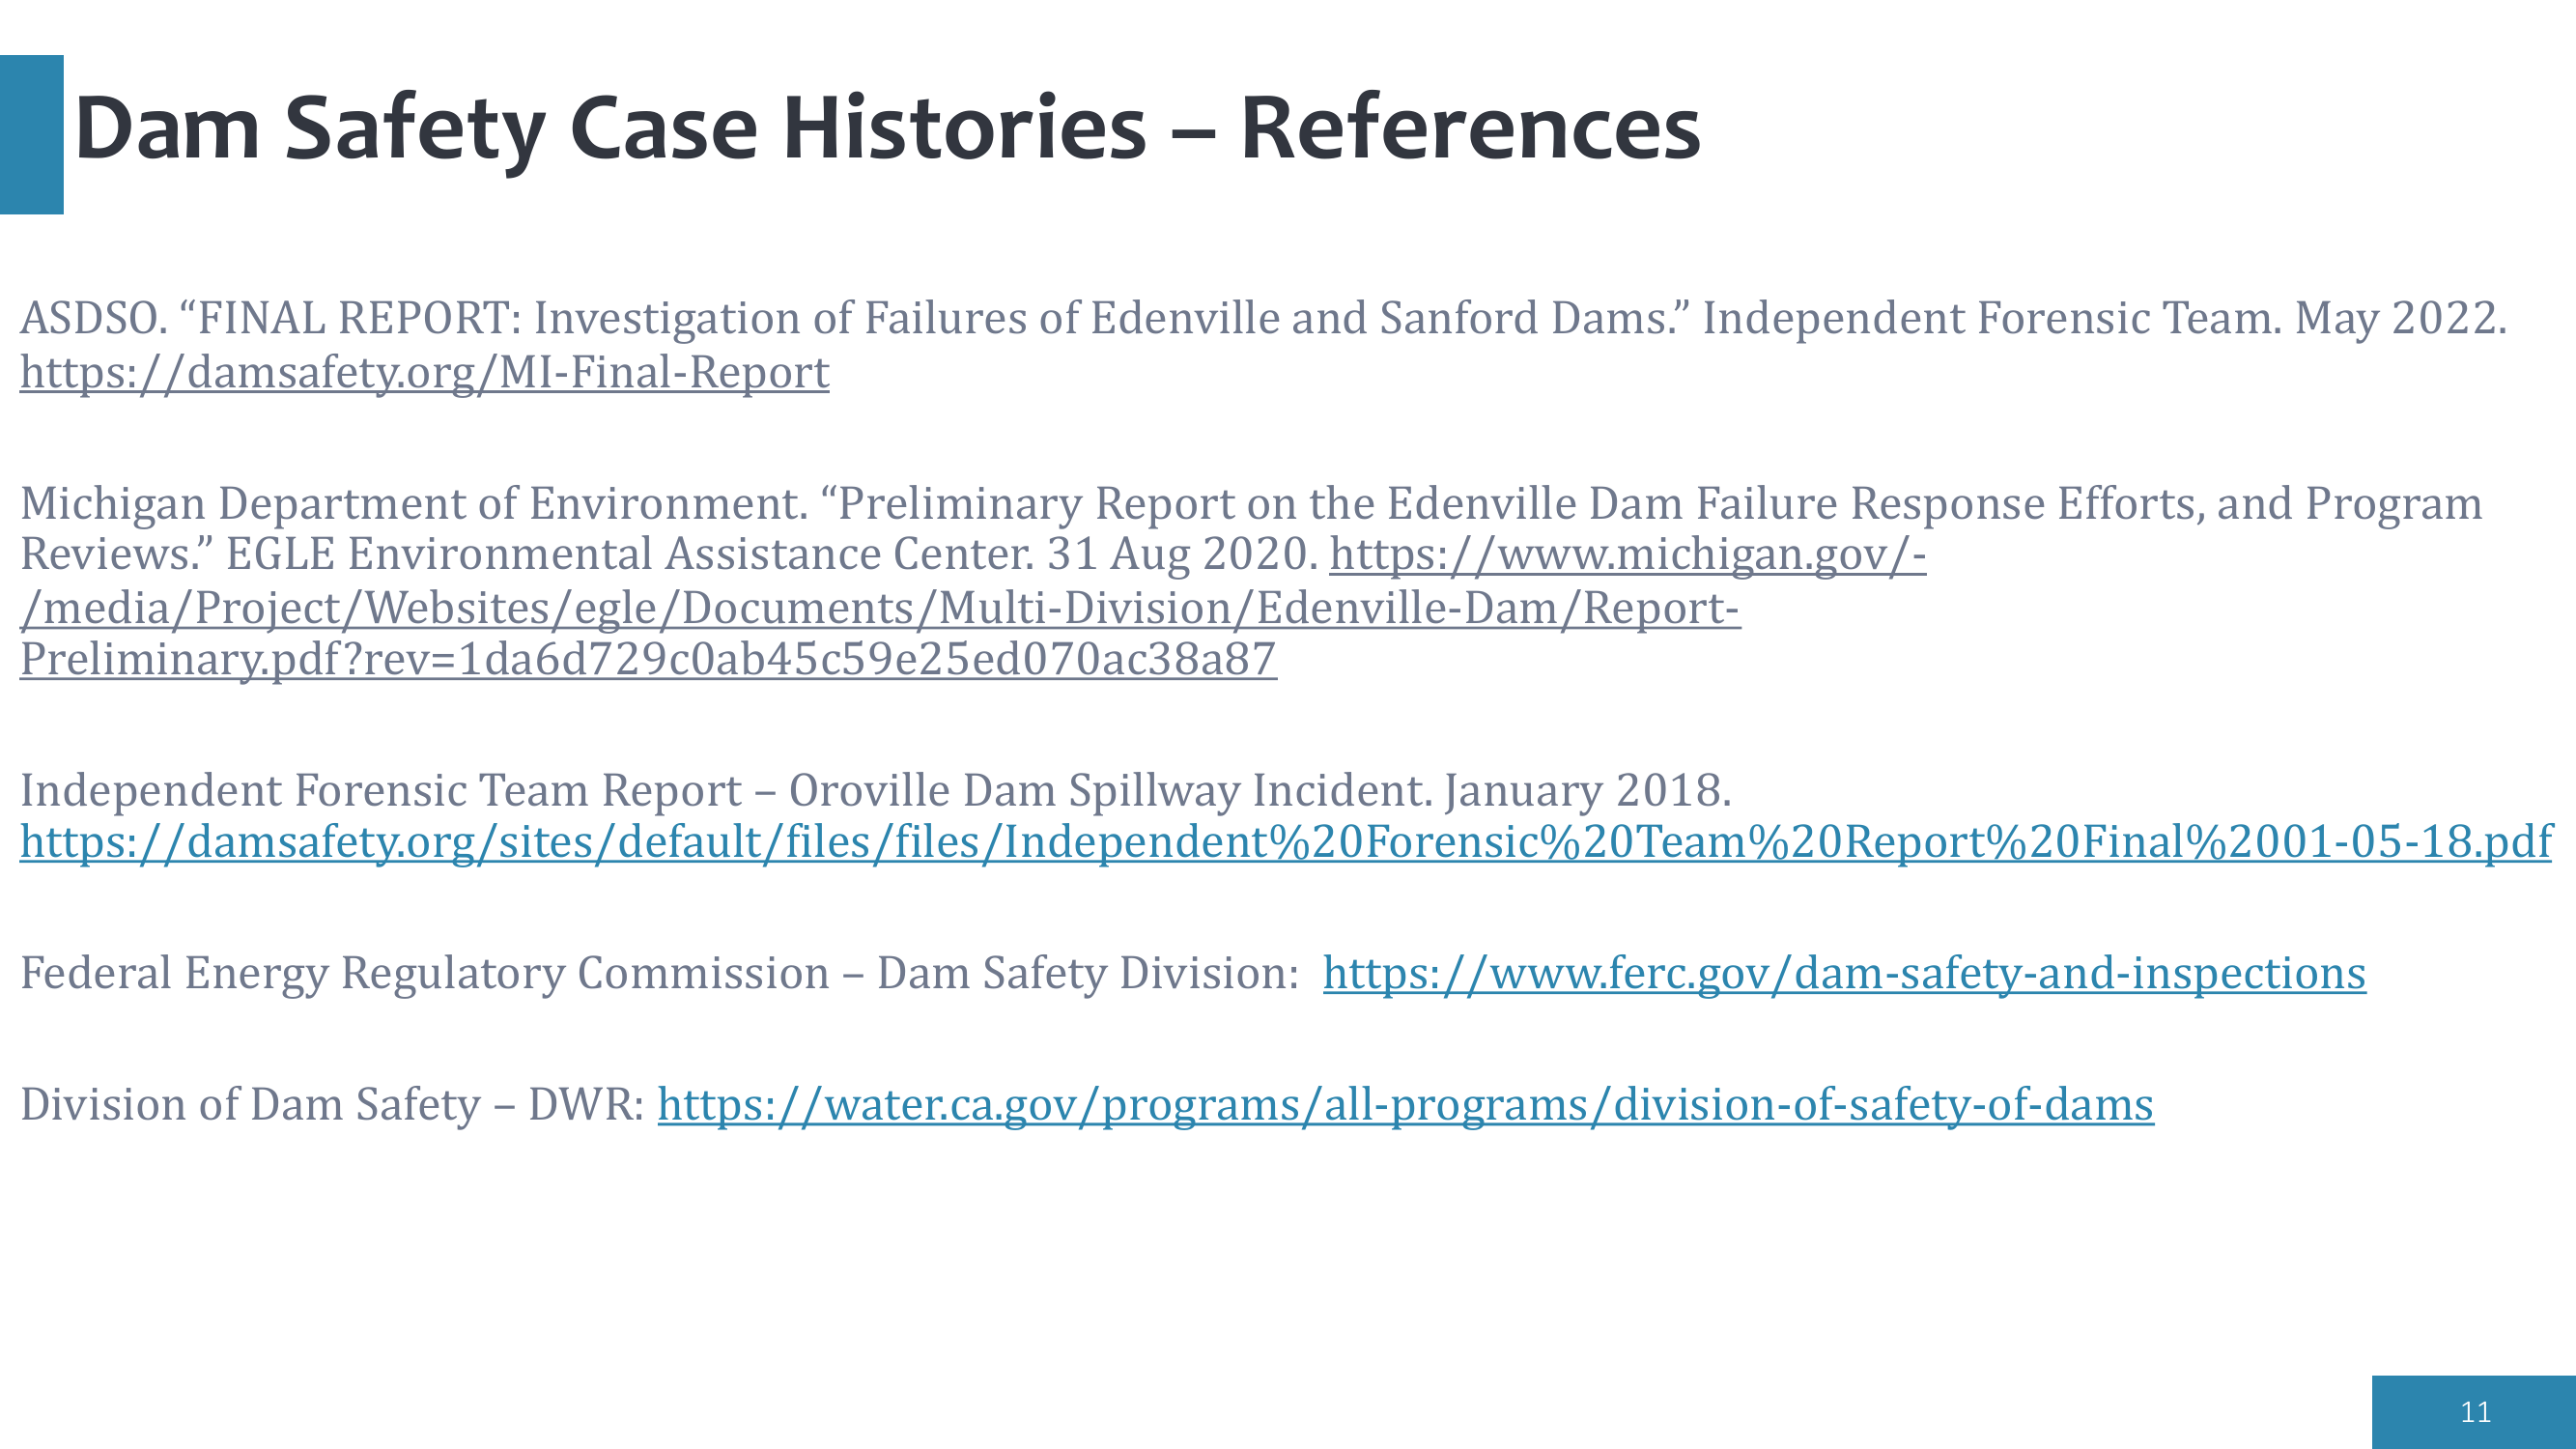 Dam Safety Case Histories – References
ASDSO. “FINAL REPORT: Investigation of Failures of Edenville and Sanford Dams.” Independent Forensic Team. May 2022.
https://damsafety.org/MI-Final-Report
Michigan Department of Environment. “Preliminary Report on the Edenville Dam Failure Response Efforts, and Program
Reviews.” EGLE Environmental Assistance Center. 31 Aug 2020. https://www.michigan.gov/-
/media/Project/Websites/egle/Documents/Multi-Division/Edenville-Dam/Report-
Preliminary.pdf?rev=1da6d729c0ab45c59e25ed070ac38a87
Independent Forensic Team Report – Oroville Dam Spillway Incident. January 2018.
https://damsafety.org/sites/default/files/files/Independent%20Forensic%20Team%20Report%20Final%2001-05-18.pdf
Federal Energy Regulatory Commission – Dam Safety Division:  https://www.ferc.gov/dam-safety-and-inspections
Division of Dam Safety – DWR: https://water.ca.gov/programs/all-programs/division-of-safety-of-dams
11